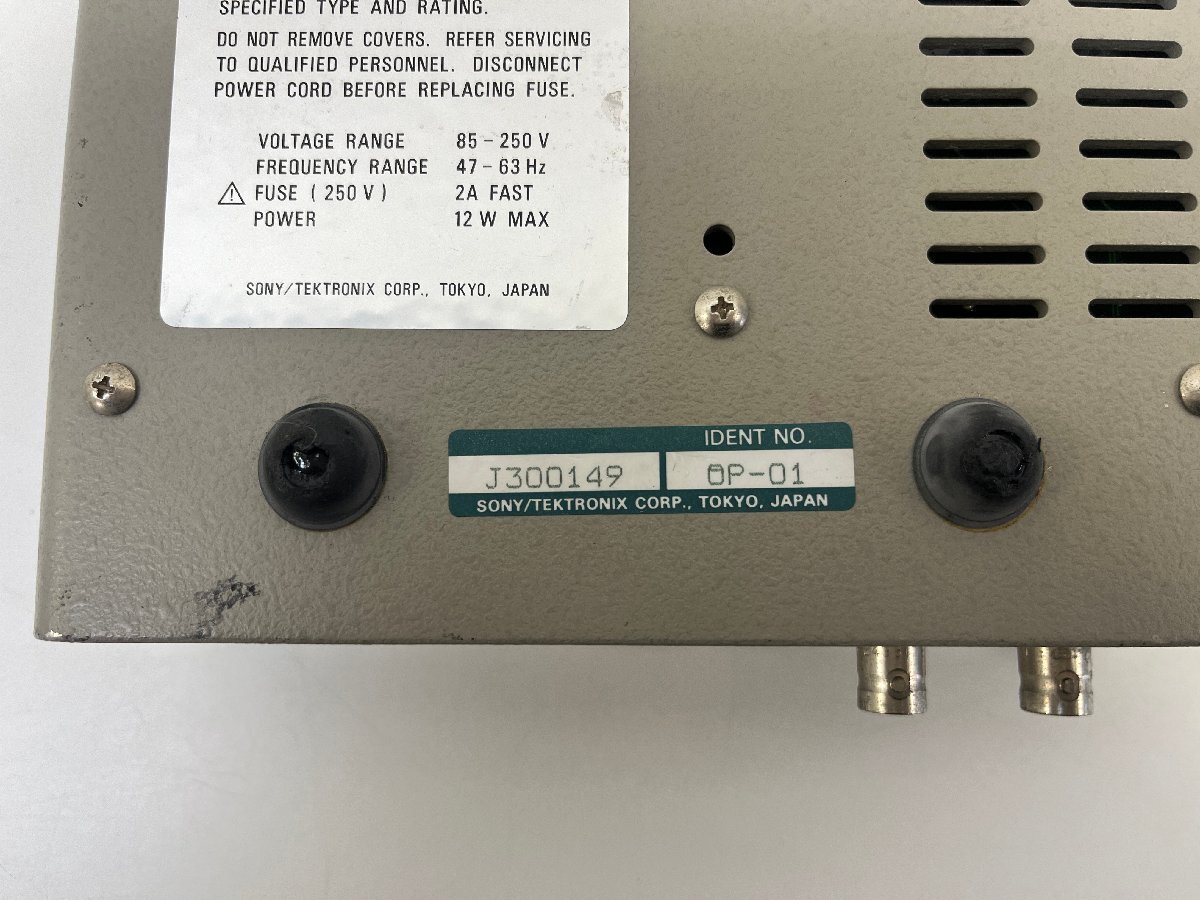 SPECIFIED TYPE AND RATING.
DO NOT REMOVE COVERS. REFER SERVICING
TO QUALIFIED PERSONNEL. DISCONNECT
POWER CORD BEFORE REPLACING FUSE.
VOLTAGE RANGE 85-250 V
FREQUENCY RANGE 47-63 Hz
⚠ FUSE (250 V) 2A FAST
POWER 12 W MAX
SONY/TEKTRONIX CORP., TOKYO, JAPAN
IDENT NO.
J300149 OP-01
SONY/TEKTRONIX CORP., TOKYO, JAPAN